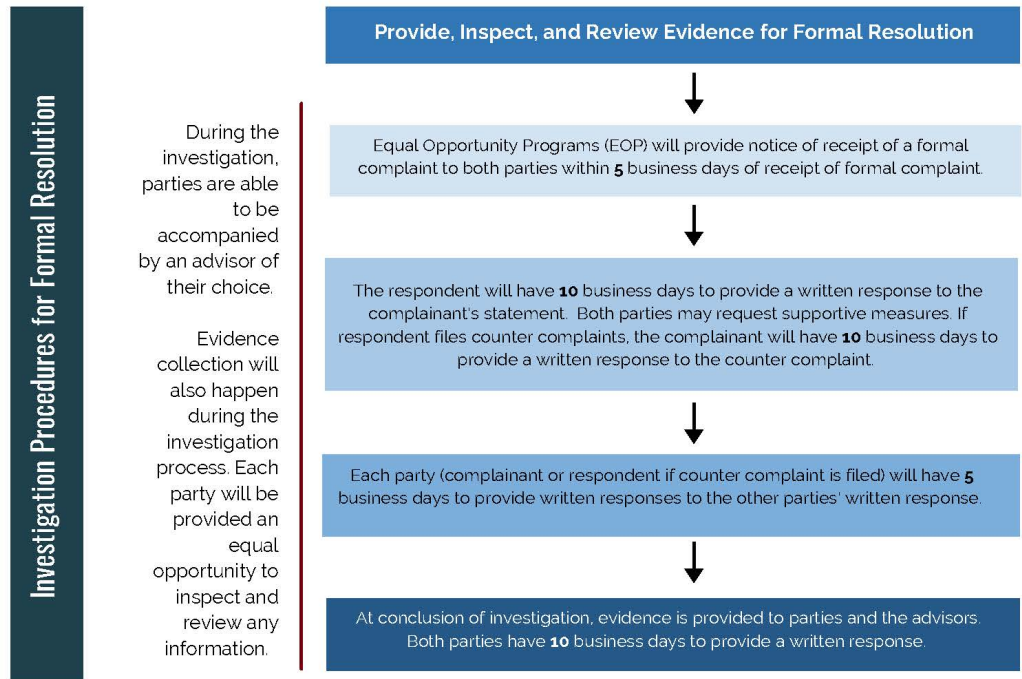 Investigation Procedures for Formal Resolution
During the
investigation,
parties are able
to be
accompanied
by an advisor of
their choice.
Evidence
collection will
also happen
during the
investigation
process. Each
party will be
provided an
equal
opportunity to
inspect and
review any
information.
Provide, Inspect, and Review Evidence for Formal Resolution
Equal Opportunity Programs (EOP) will provide notice of receipt of a formal
complaint to both parties within 5 business days of receipt of formal complaint.
The respondent will have 10 business days to provide a written response to the
complainant's statement. Both parties may request supportive measures. If
respondent files counter complaints, the complainant will have 10 business days to
provide a written response to the counter complaint.
Each party (complainant or respondent if counter complaint is filed) will have 5
business days to provide written responses to the other parties' written response.
At conclusion of investigation, evidence is provided to parties and the advisors.
Both parties have 10 business days to provide a written response.